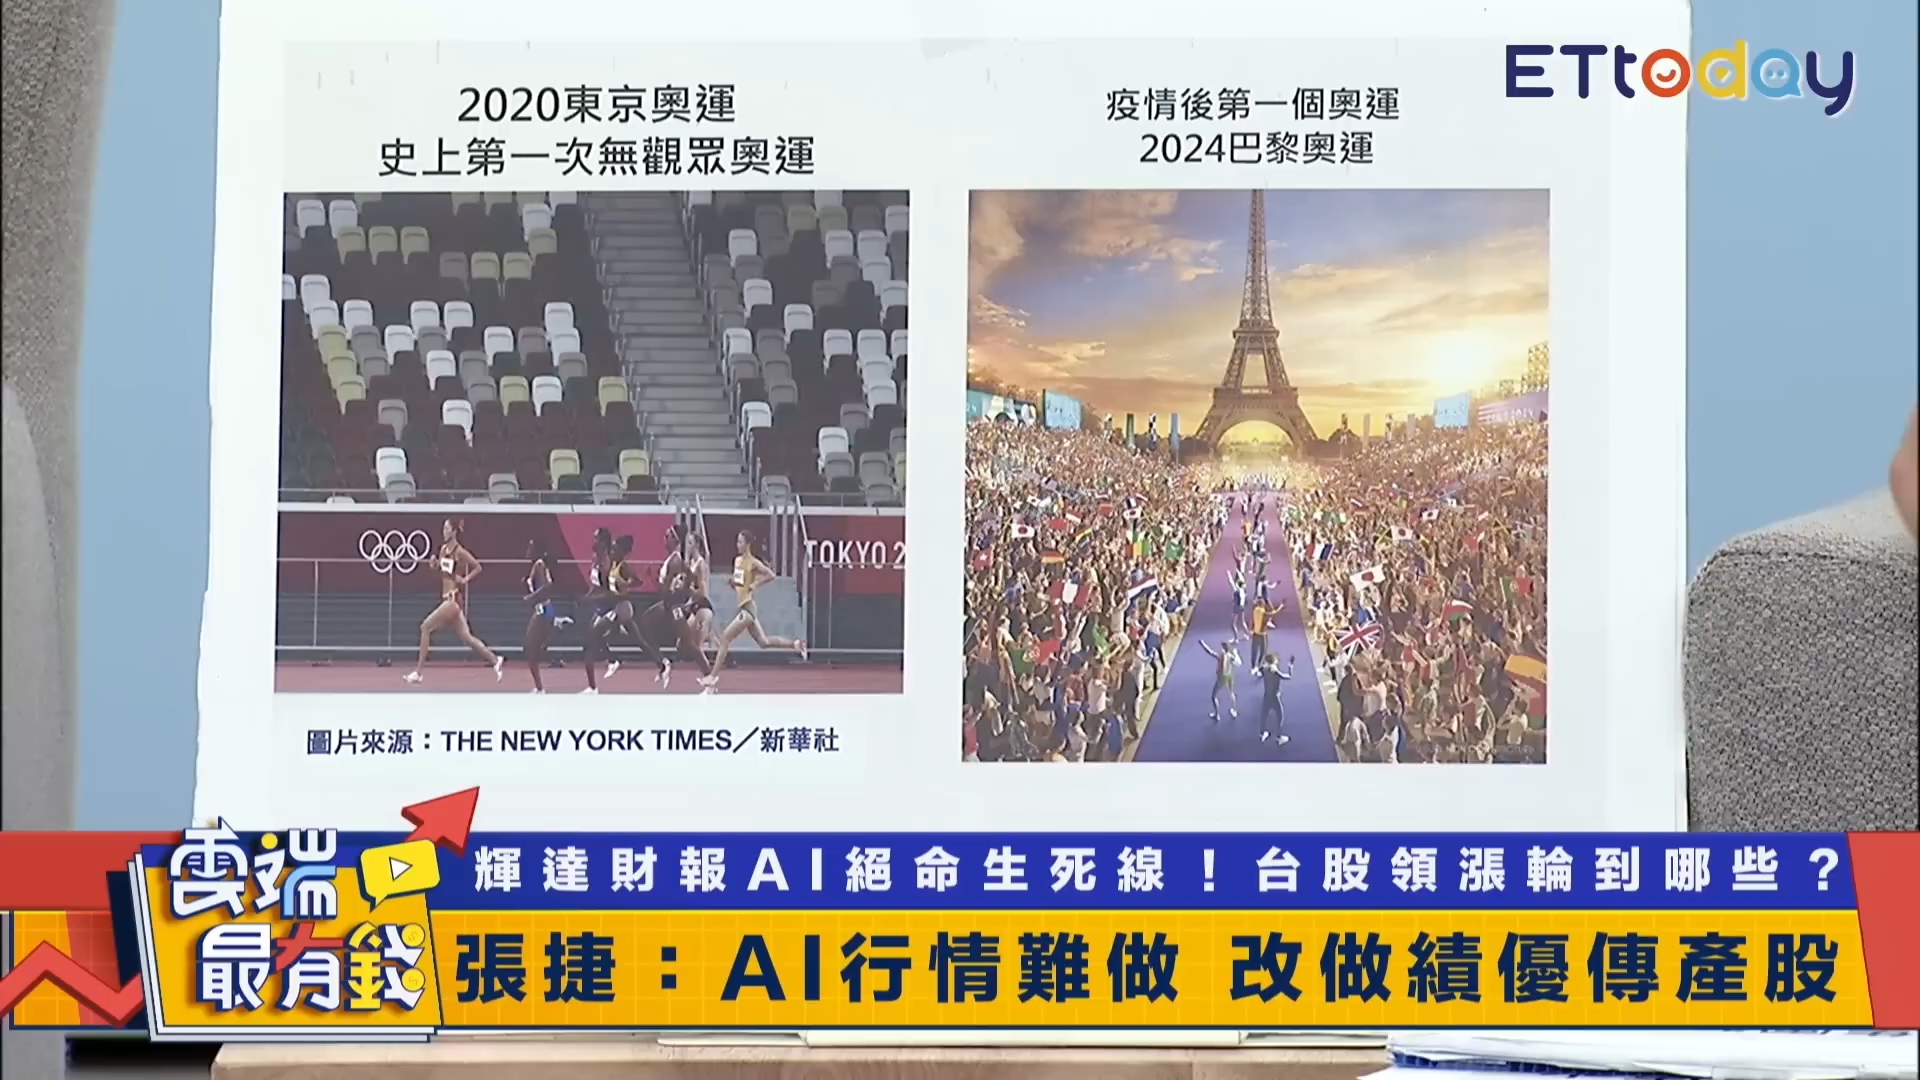 ETtoday
2020東京奧運
史上第一次無觀眾奧運
疫情後第一個奧運
2024巴黎奧運
TOKYO 2
圖片來源：THE NEW YORK TIMES／新華社
雲端最有錢
輝達財報AI絕命生死線！台股領漲輪到哪些？
張捷：AI行情難做 改做績優傳產股